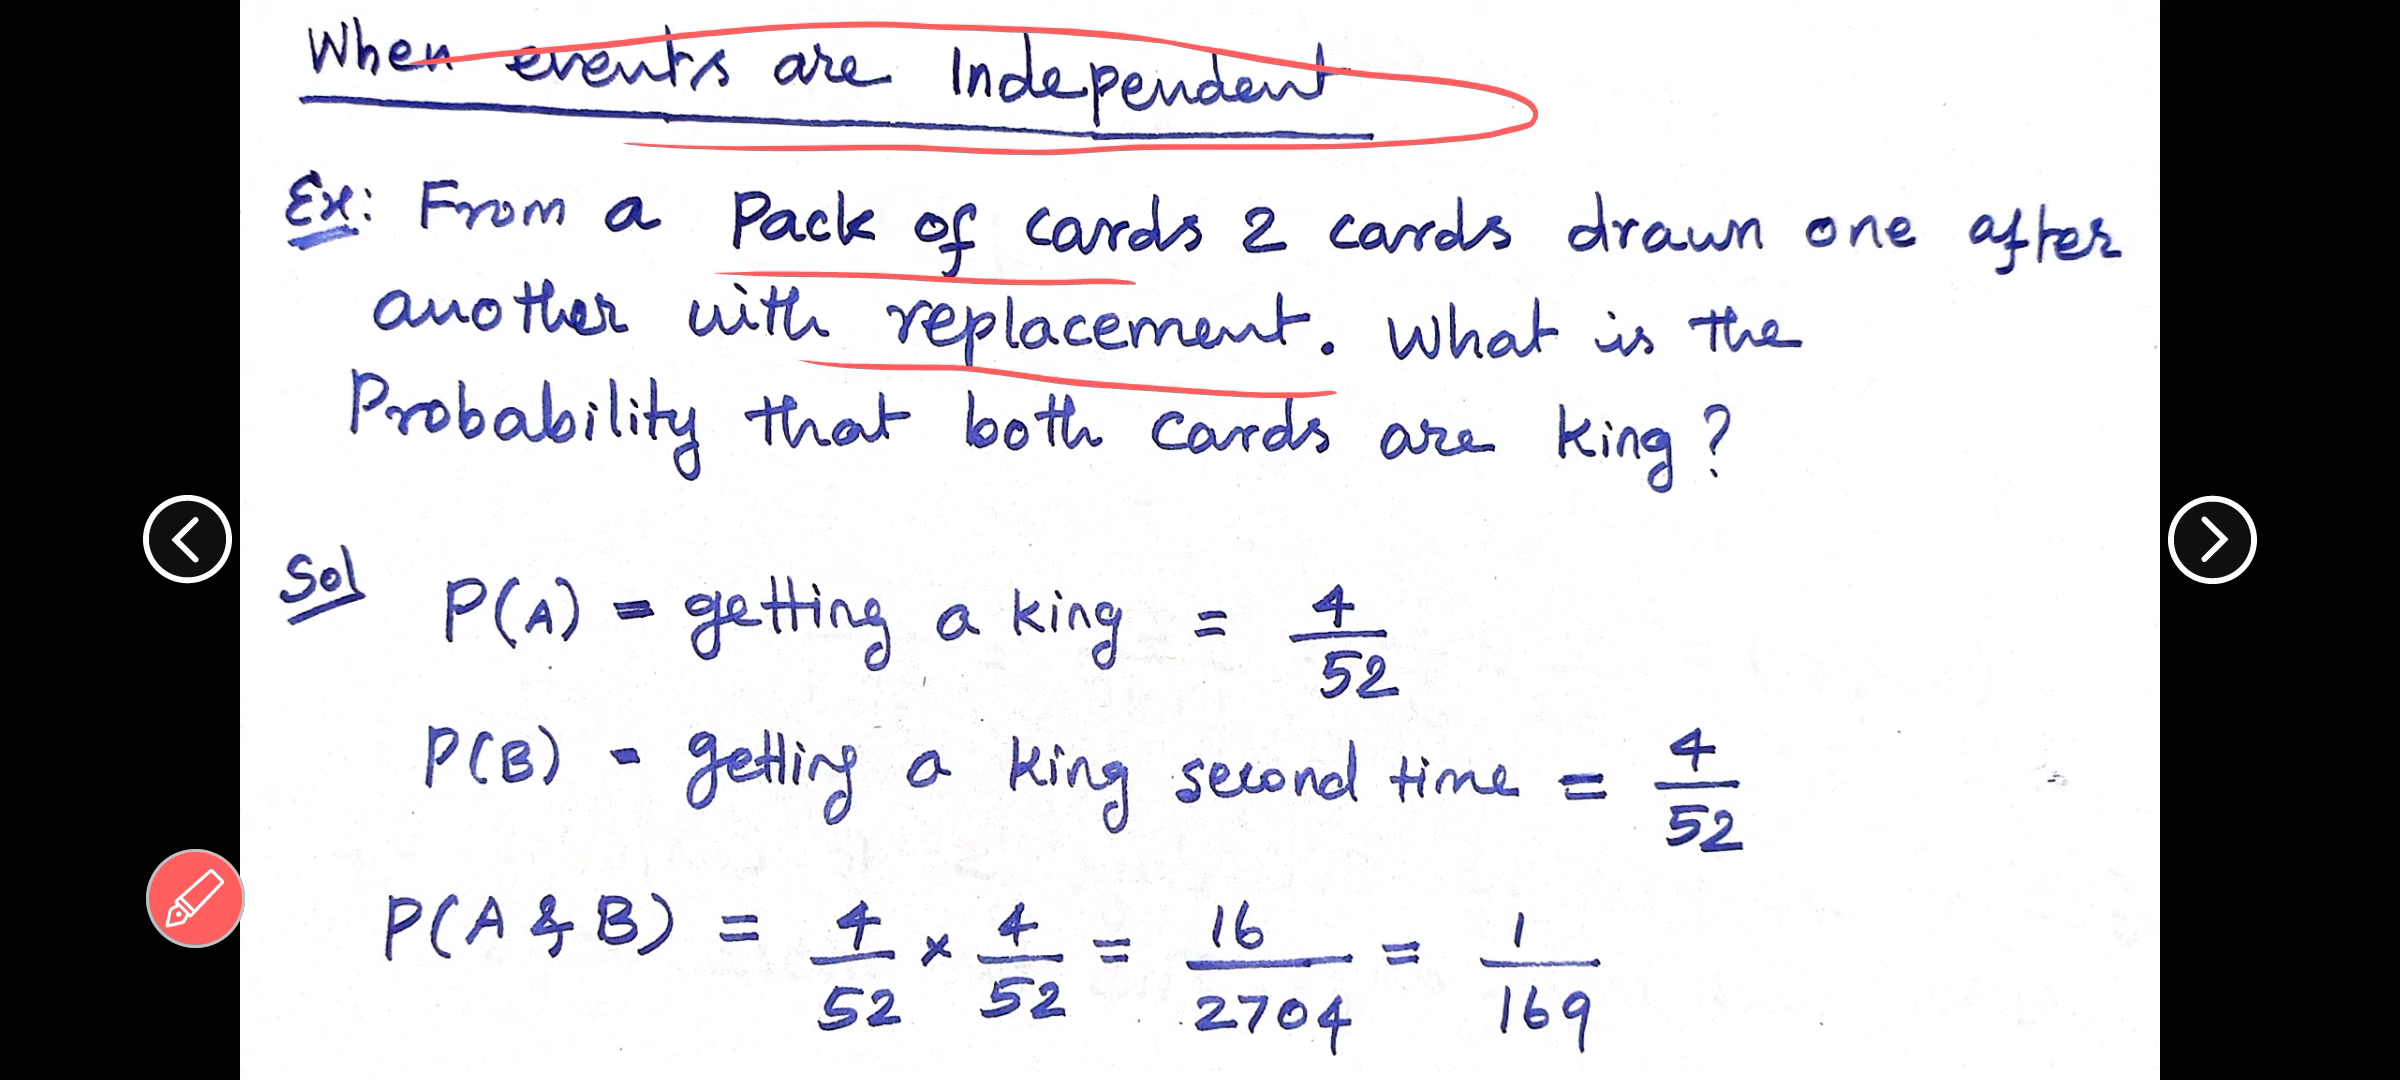 When events are Independent
Ex: From a Pack of cards 2 cards drawn one after
another with replacement. What is the
Probability that both cards are king?
Sol P(A) = getting a king = 4/52
P(B) = getting a king second time = 4/52
P(A & B) = 4/52 × 4/52 = 16/2704 = 1/169